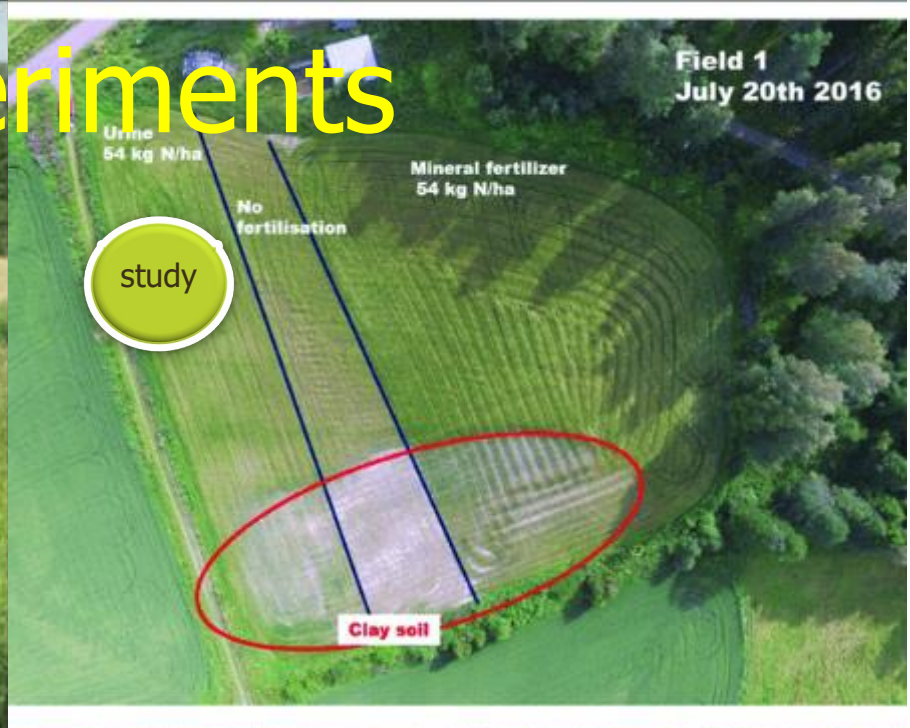 eriments
Field 1
July 20th 2016
Urine
54 kg N/ha
Mineral fertilizer
54 kg N/ha
No
fertilisation
study
Clay soil